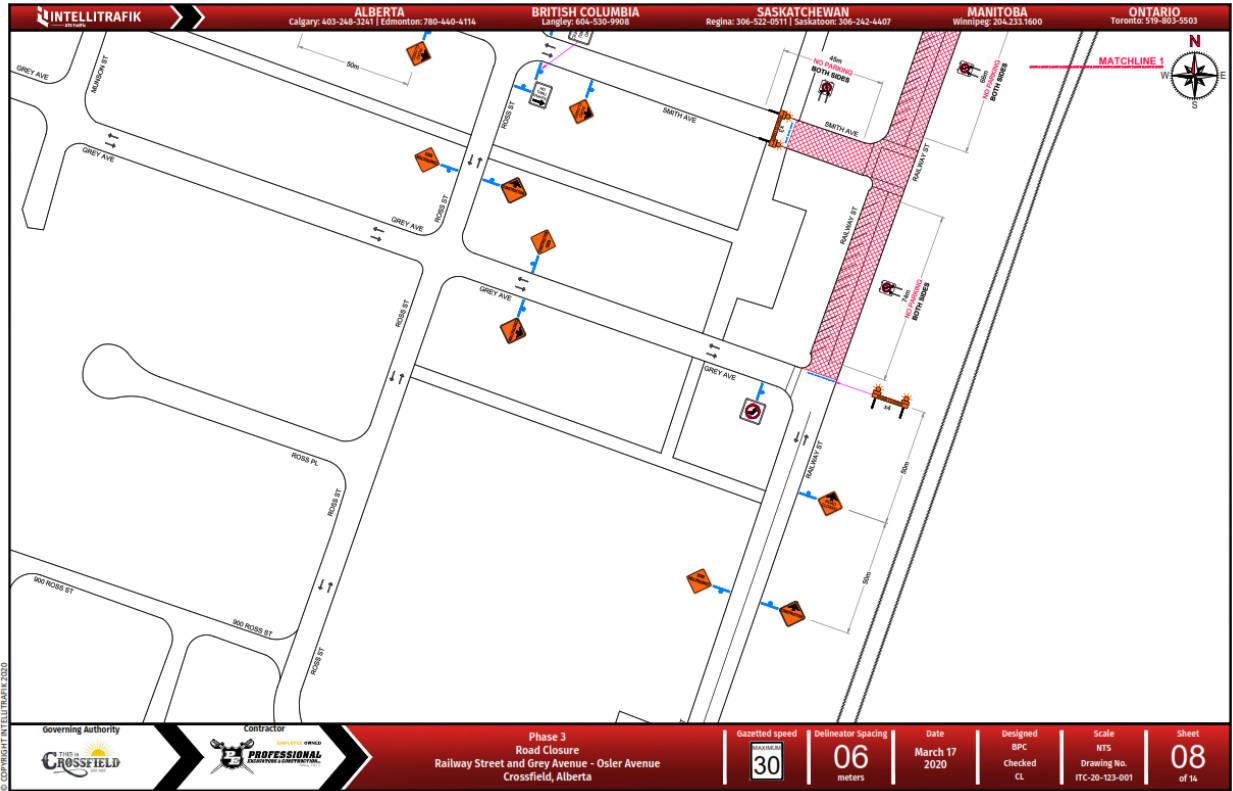 INTELLITRAFIK
ALBERTA
Calgary: 403-248-3241 | Edmonton: 780-440-4114
BRITISH COLUMBIA
Langley: 604-530-9908
SASKATCHEWAN
Regina: 306-522-0511 | Saskatoon: 306-242-4407
MANITOBA
Winnipeg: 204.233.1600
ONTARIO
Toronto: 519-803-5503
N
W
E
S
MATCHLINE 1
GREY AVE
MUNSON ST
50m
ROSS ST
SMITH AVE
45m
NO PARKING
BOTH SIDES
x3
SMITH AVE
NO PARKING
BOTH SIDES
RAILWAY ST
GREY AVE
GREY AVE
ROSS ST
RAILWAY ST
74m
NO PARKING
BOTH SIDES
GREY AVE
ROSS ST
GREY AVE
x4
50m
RAILWAY ST
ROSS PL
ROSS ST
50m
900 ROSS ST
900 ROSS ST
ROSS ST
© COPYRIGHT INTELLITRAFIK 2020
Governing Authority
THIS is
CROSSFIELD
Contractor
EMPLOYEE OWNED
PROFESSIONAL
Phase 3
Road Closure
Railway Street and Grey Avenue - Osler Avenue
Crossfield, Alberta
Gazetted speed
MAXIMUM
30
Delineator Spacing
06
meters
Date
March 17
2020
Designed
BPC
Checked
CL
Scale
NTS
Drawing No.
ITC-20-123-001
Sheet
08
of 14